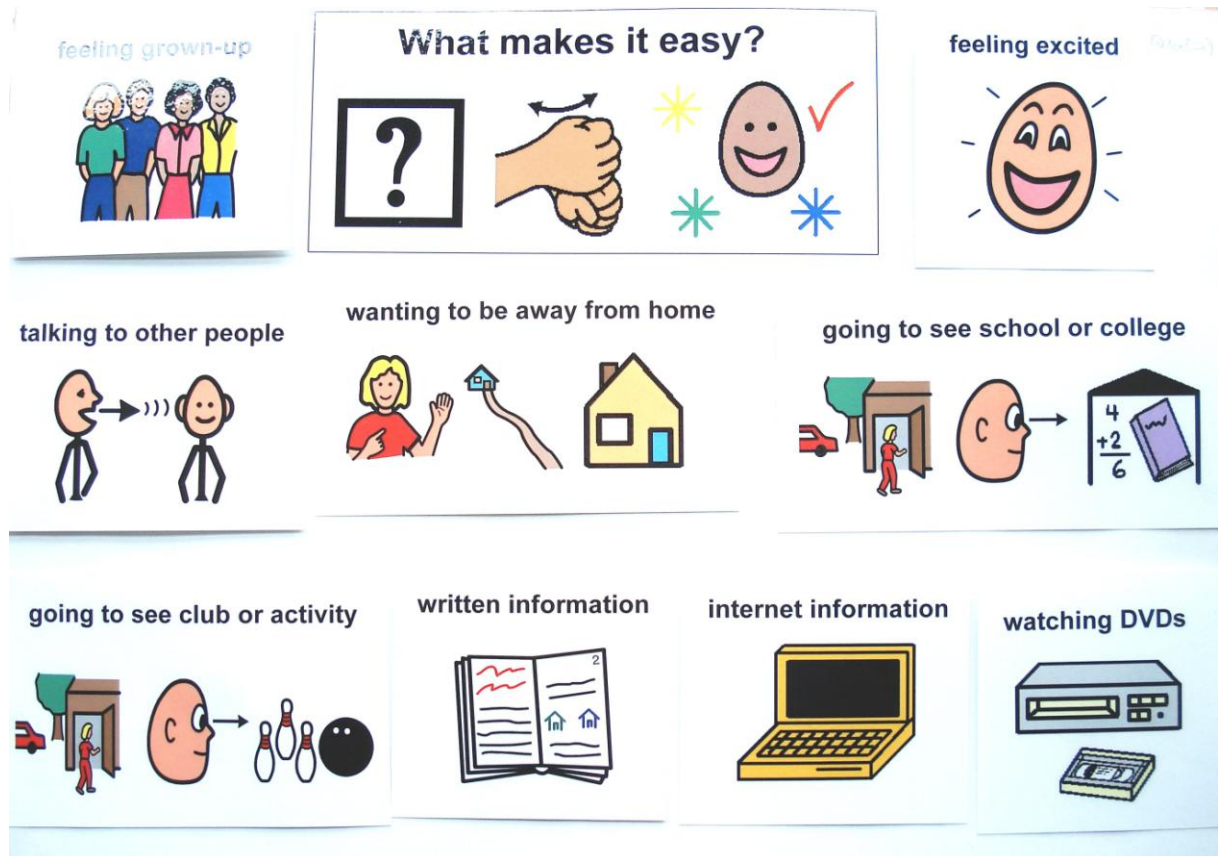 feeling grown-up
What makes it easy?
?
feeling excited
talking to other people
wanting to be away from home
going to see school or college
4
+2
6
going to see club or activity
written information
2
internet information
watching DVDs